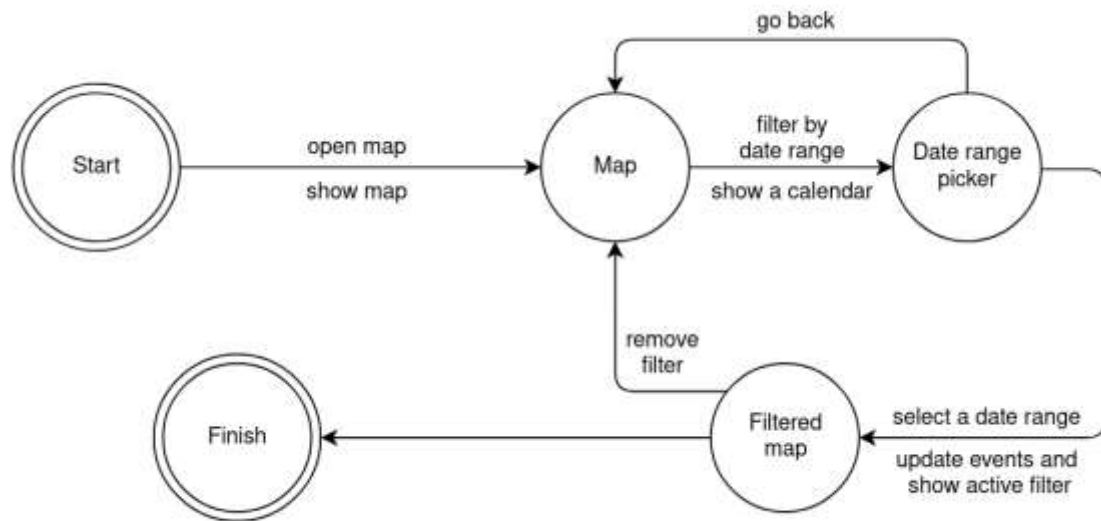 go back
Start
open map
show map
Map
filter by
date range
show a calendar
Date range
picker
remove
filter
Finish
Filtered
map
select a date range
update events and
show active filter